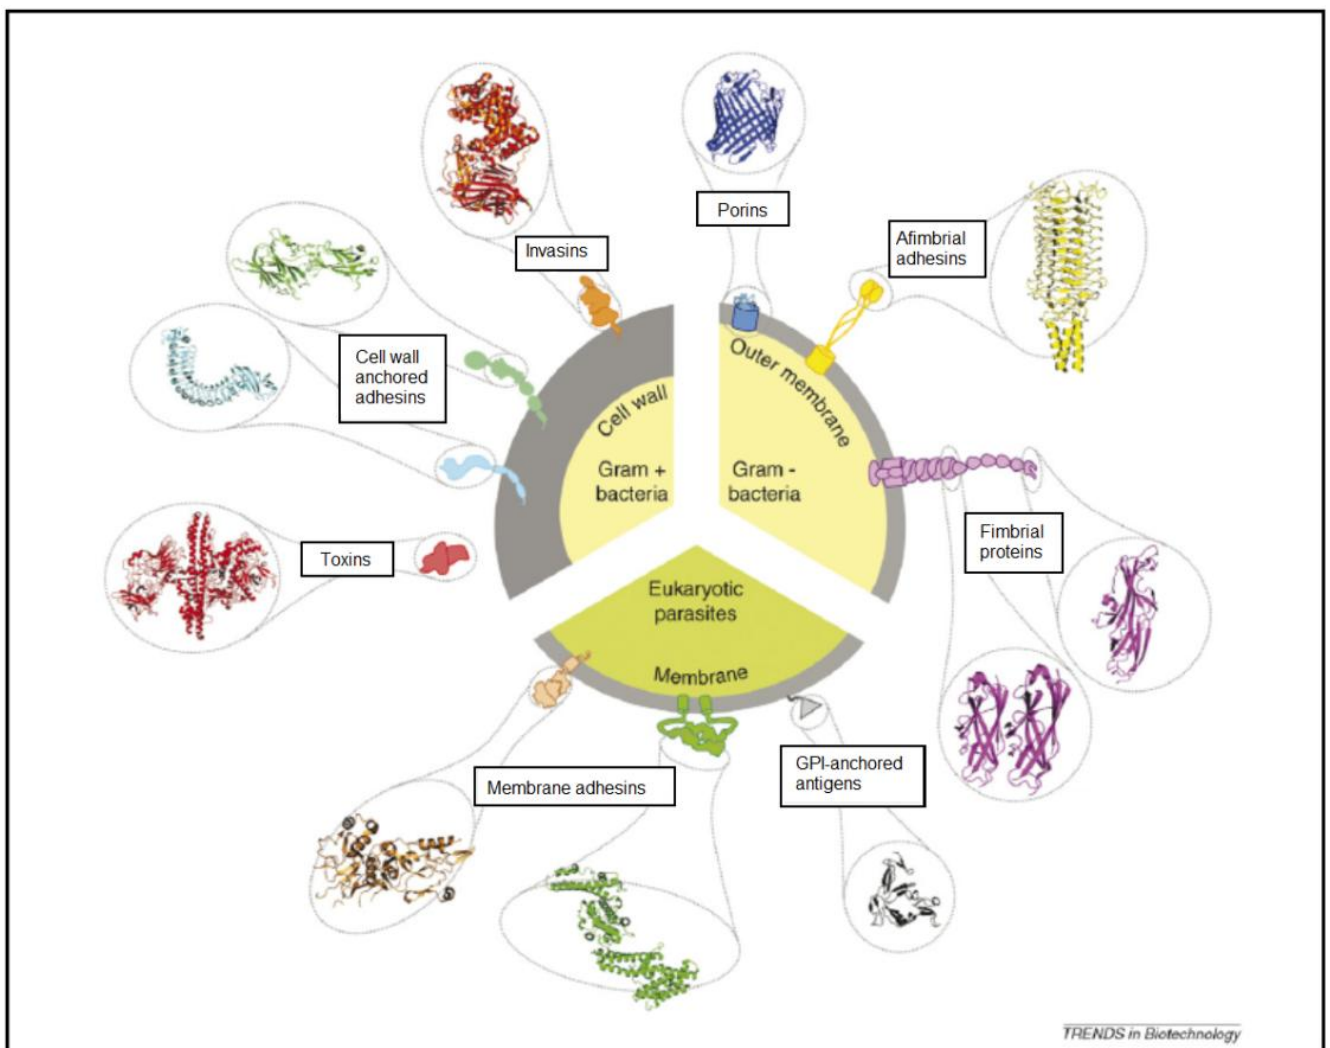 Porins
Afimbrial
adhesins
Invasins
Cell wall
anchored
adhesins
Cell wall
Outer membrane
Gram +
bacteria
Gram -
bacteria
Fimbrial
proteins
Toxins
Eukaryotic
parasites
Membrane
GPI-anchored
antigens
Membrane adhesins
TRENDS in Biotechnology